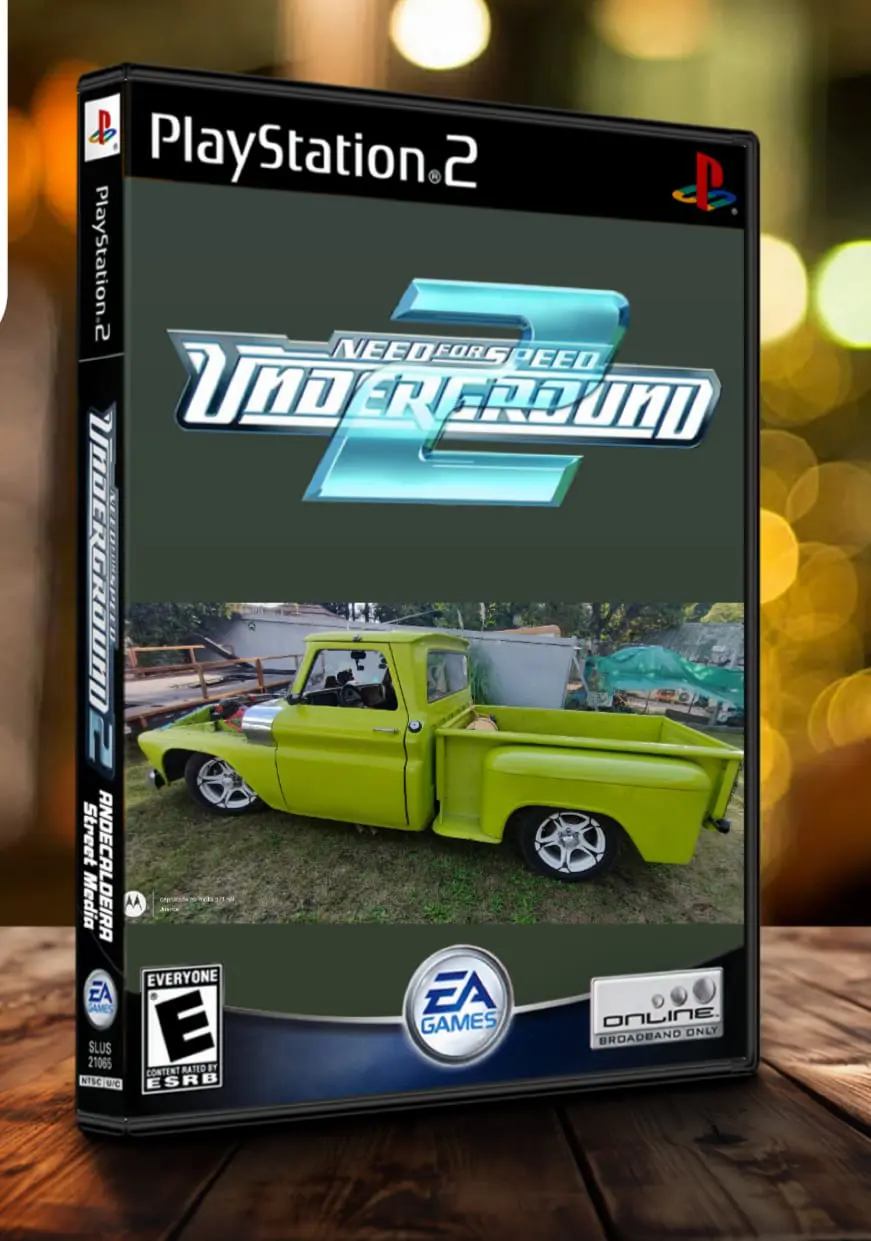 PlayStation®2
NEED FOR SPEED
UNDERGROUND
2
EVERYONE
E
CONTENT RATED BY
ESRB
EA
GAMES
ONLINE
BROADBAND ONLY
PlayStation®2
NEED FOR SPEED
UNDERGROUND 2
ANDECALDEIRA
Street Media
EA
GAMES
SLUS
21065
NTSC U/C